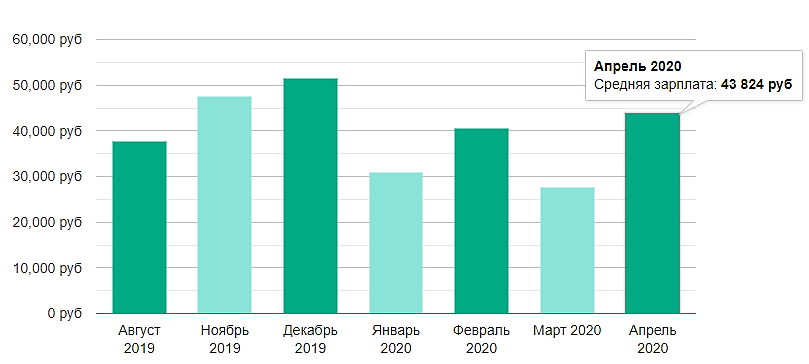 60,000 руб
50,000 руб
40,000 руб
30,000 руб
20,000 руб
10,000 руб
0 руб
Апрель 2020
Средняя зарплата: 43 824 руб
Август 2019
Ноябрь 2019
Декабрь 2019
Январь 2020
Февраль 2020
Март 2020
Апрель 2020